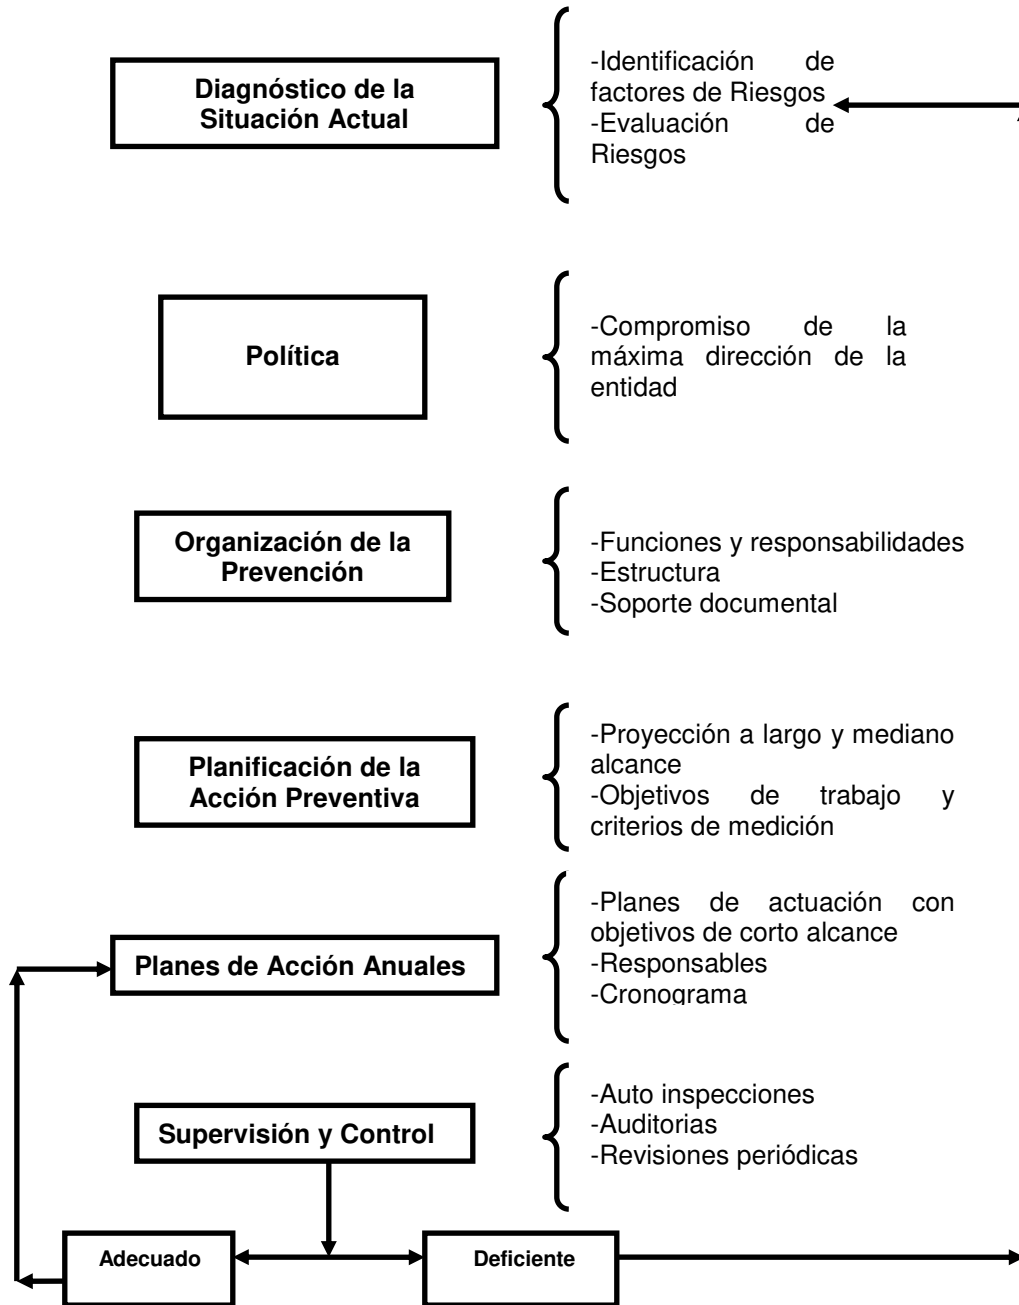 Diagnóstico de la
Situación Actual
-Identificación de
factores de Riesgos
-Evaluación de
Riesgos
Política
-Compromiso de la
máxima dirección de la
entidad
Organización de la
Prevención
-Funciones y responsabilidades
-Estructura
-Soporte documental
Planificación de la
Acción Preventiva
-Proyección a largo y mediano
alcance
-Objetivos de trabajo y
criterios de medición
Planes de Acción Anuales
-Planes de actuación con
objetivos de corto alcance
-Responsables
-Cronograma
Supervisión y Control
-Auto inspecciones
-Auditorias
-Revisiones periódicas
Adecuado
Deficiente